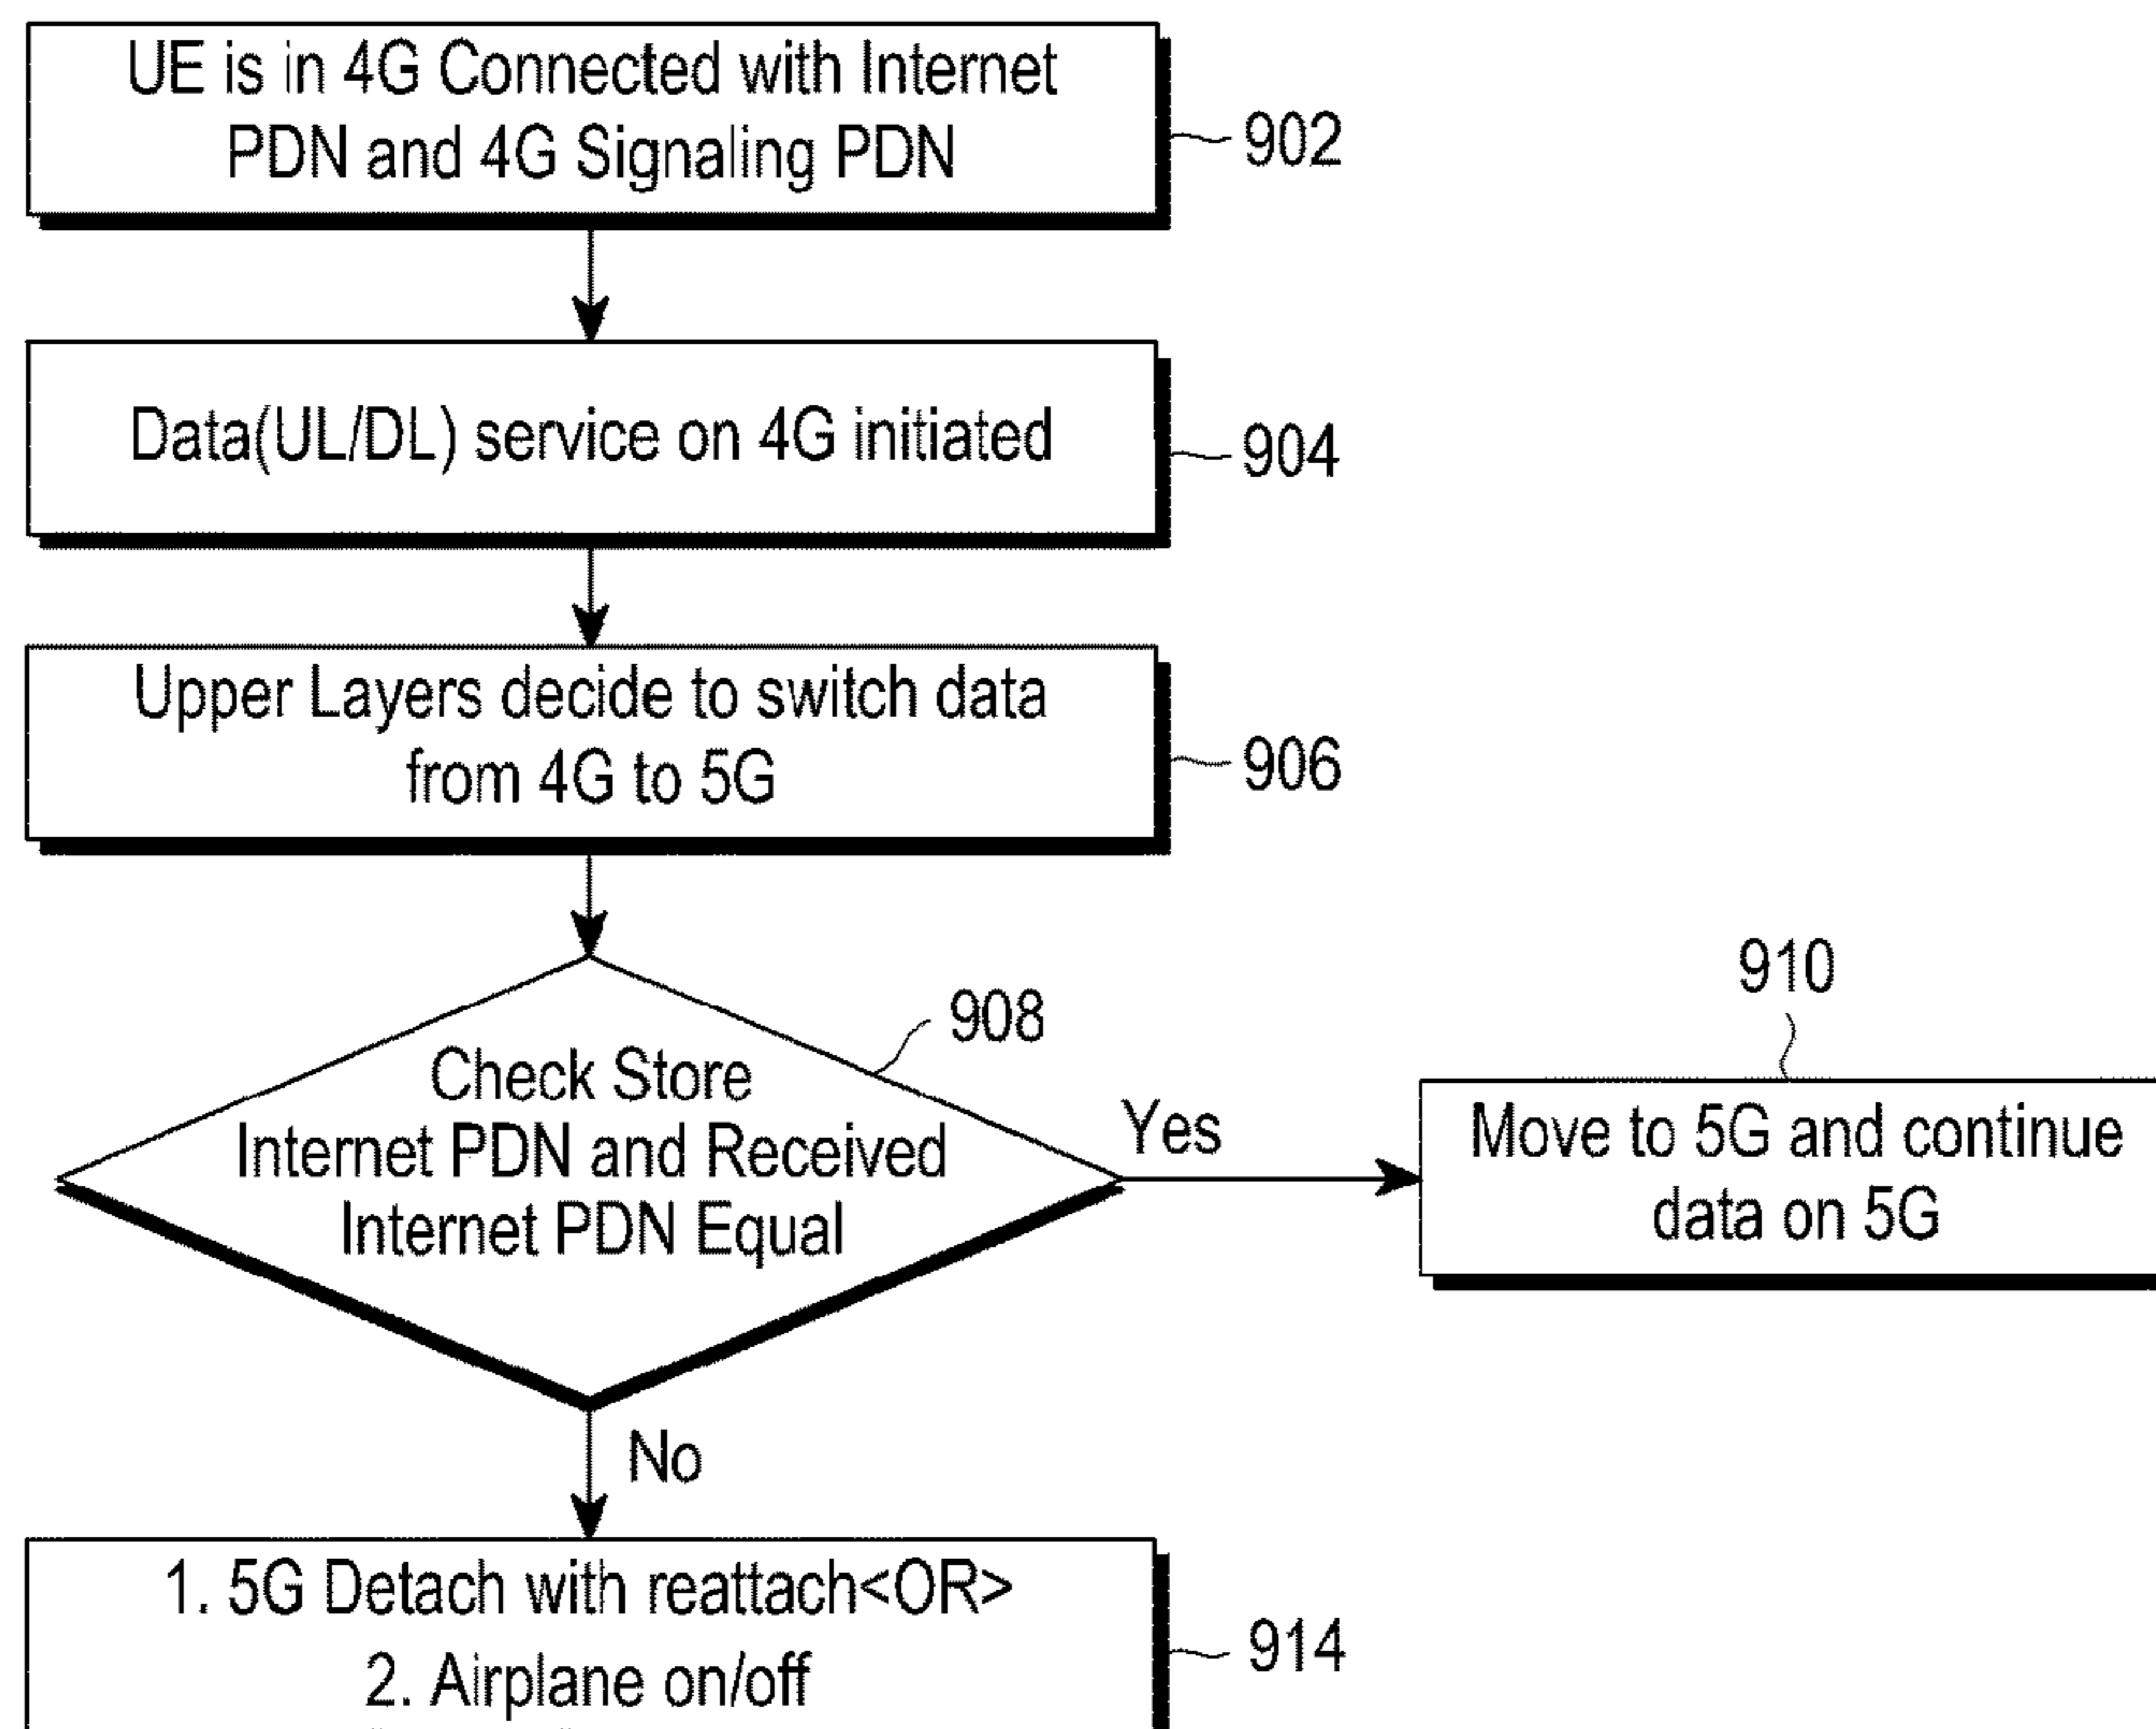 UE is in 4G Connected with Internet
PDN and 4G Signaling PDN
902
Data(UL/DL) service on 4G initiated
904
Upper Layers decide to switch data
from 4G to 5G
906
Check Store
Internet PDN and Received
Internet PDN Equal
908
Yes
910
Move to 5G and continue
data on 5G
No
1. 5G Detach with reattach<OR>
2. Airplane on/off
914